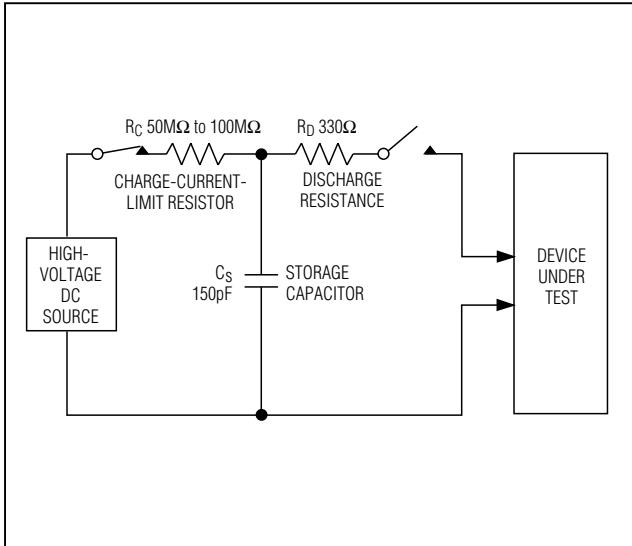 RC 50MΩ to 100MΩ
CHARGE-CURRENT-
LIMIT RESISTOR
RD 330Ω
DISCHARGE
RESISTANCE
HIGH-
VOLTAGE
DC
SOURCE
CS
150pF
STORAGE
CAPACITOR
DEVICE
UNDER
TEST